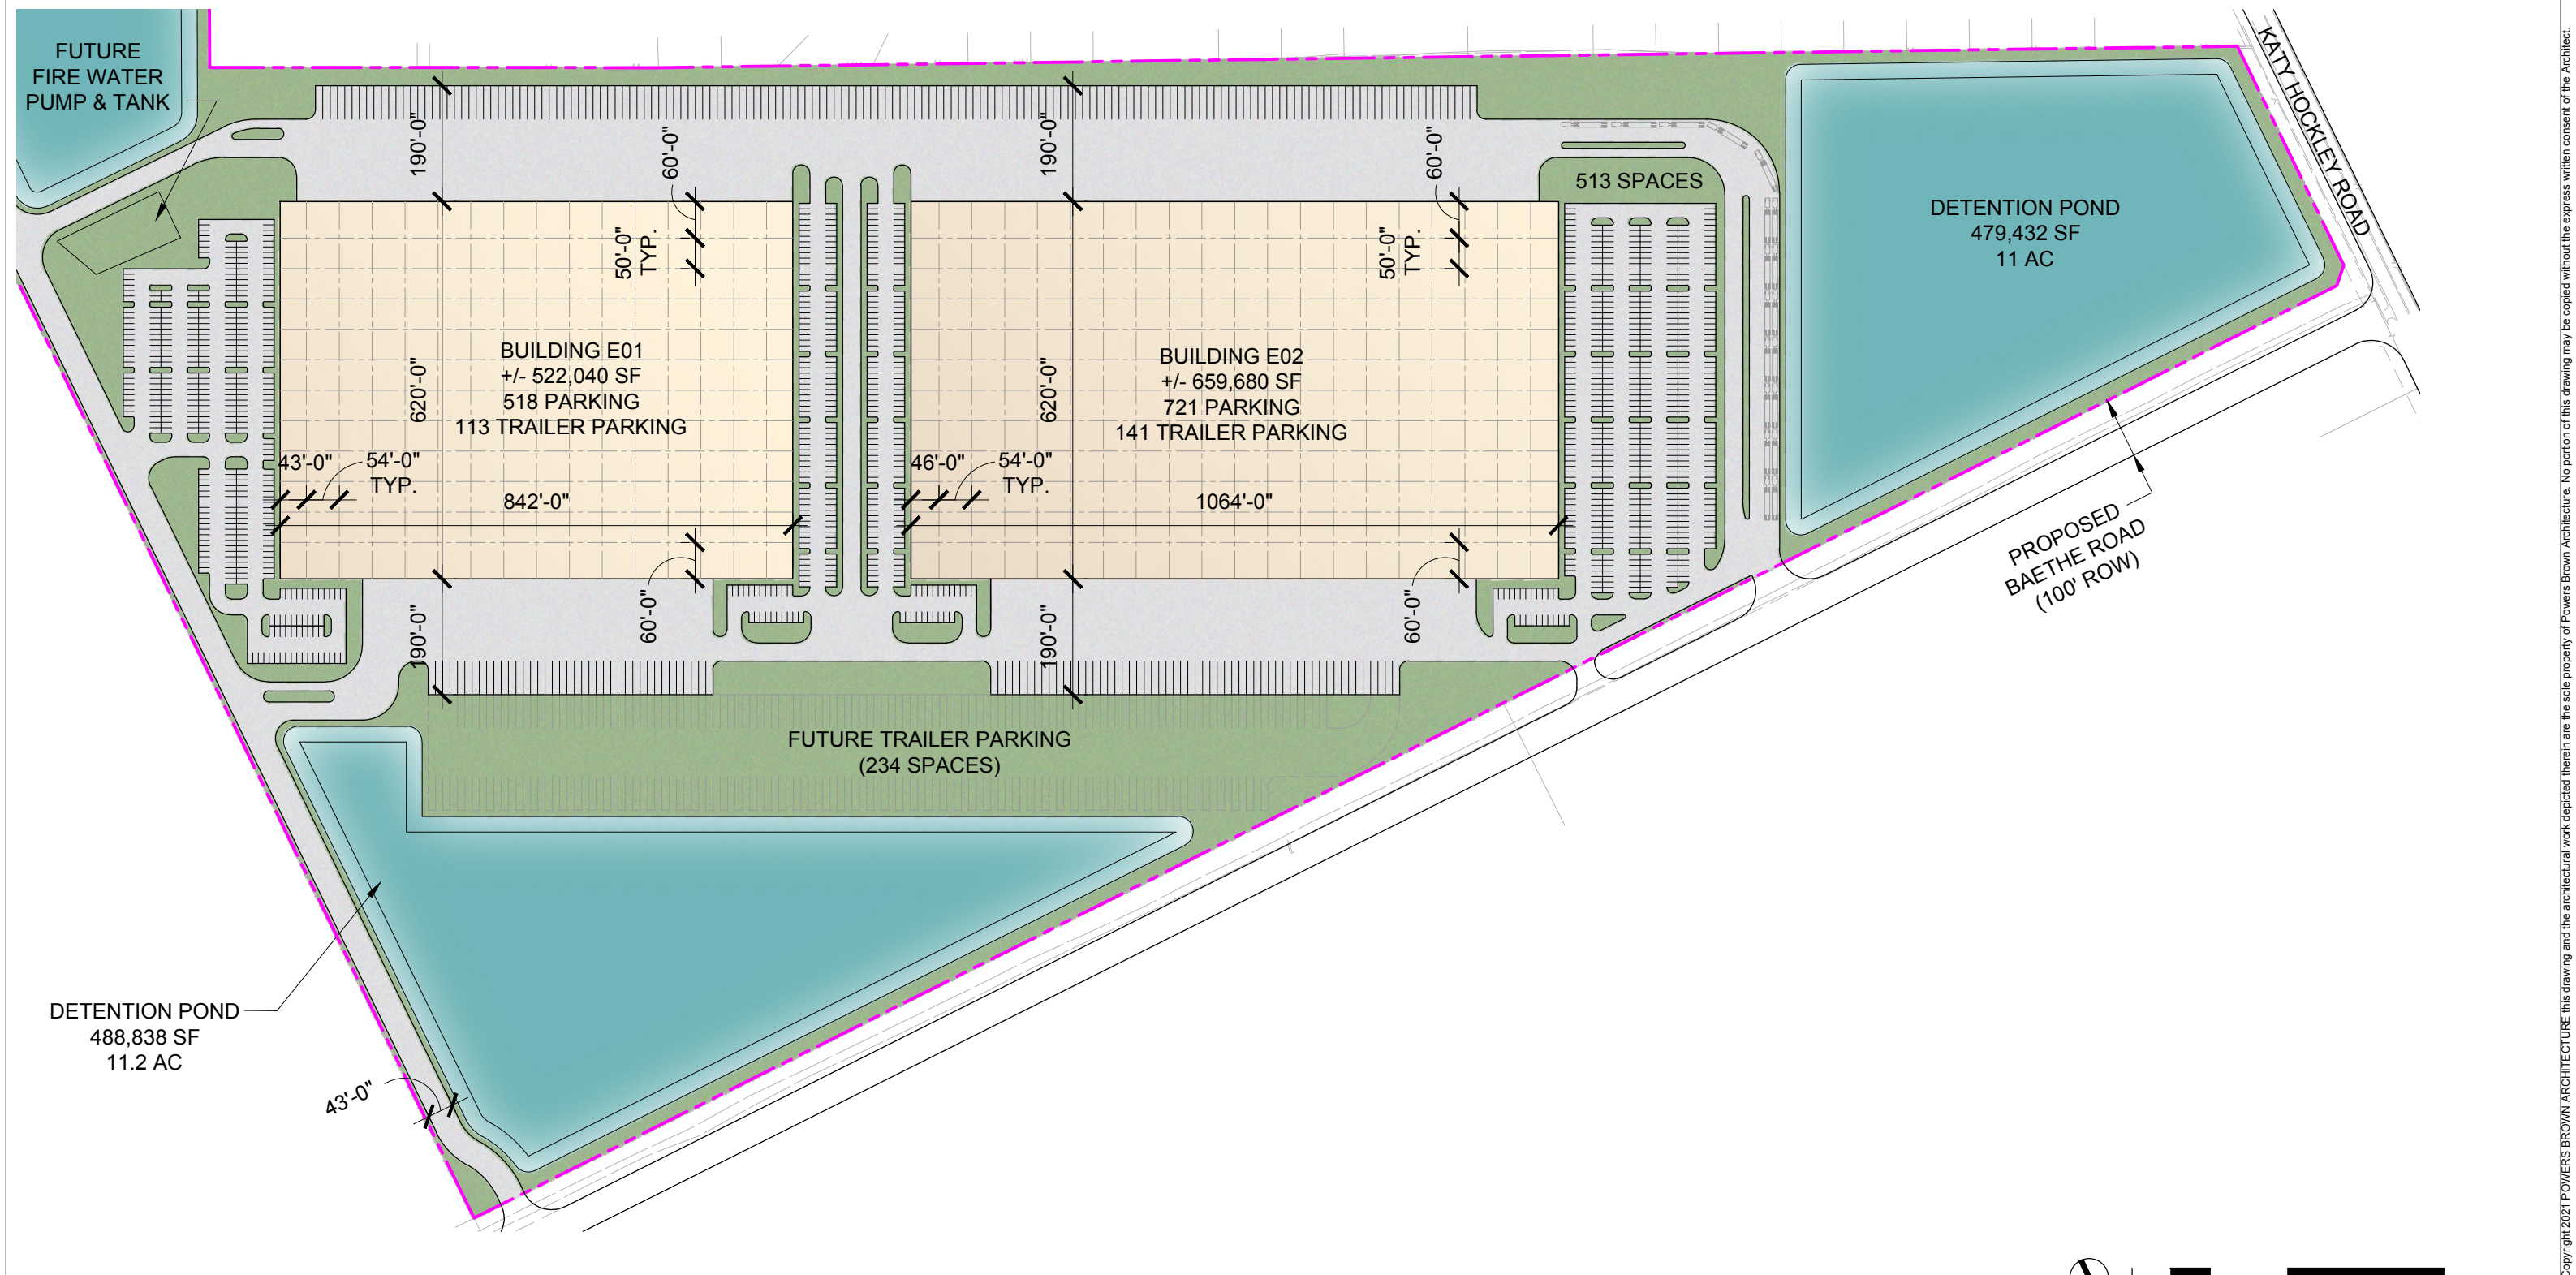 FUTURE
FIRE WATER
PUMP & TANK
KATY HOCKLEY ROAD
190'-0"
60'-0"
190'-0"
60'-0"
513 SPACES
DETENTION POND
479,432 SF
11 AC
50'-0"
TYP.
50'-0"
TYP.
BUILDING E01
+/- 522,040 SF
518 PARKING
113 TRAILER PARKING
620'-0"
BUILDING E02
+/- 659,680 SF
721 PARKING
141 TRAILER PARKING
620'-0"
43'-0"
54'-0"
TYP.
842'-0"
46'-0"
54'-0"
TYP.
1064'-0"
PROPOSED
BAETHE ROAD
(100' ROW)
190'-0"
60'-0"
190'-0"
60'-0"
FUTURE TRAILER PARKING
(234 SPACES)
DETENTION POND
488,838 SF
11.2 AC
43'-0"
Copyright 2021 POWERS BROWN ARCHITECTURE this drawing and the architectural work depicted therein are the sole property of Powers Brown Architecture. No portion of this drawing may be copied without the express written consent of the Architect.